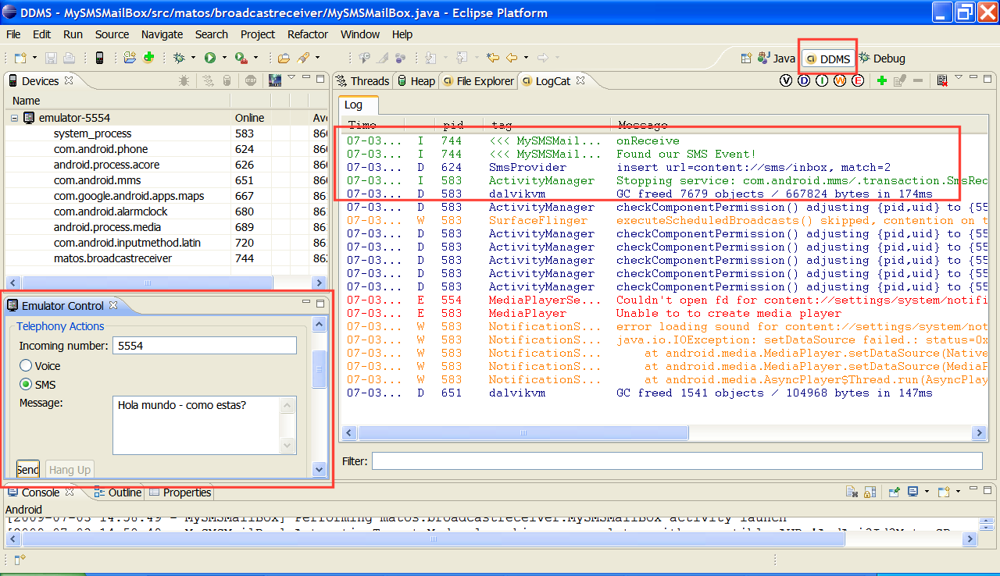 DDMS - MySMSMailBox/src/matos/broadcastreceiver/MySMSMailBox.java - Eclipse Platform
File Edit Run Source Navigate Search Project Refactor Window Help
Java DDMS Debug
Devices
Name
emulator-5554 Online Ave
system_process 583 860
com.android.phone 624 860
android.process.acore 626 860
com.android.mms 651 860
com.google.android.apps.maps 667 861
com.android.alarmclock 680 861
android.process.media 689 861
com.android.inputmethod.latin 720 861
matos.broadcastreceiver 744 862
Threads Heap File Explorer LogCat
V D I W E
Log
Time pid tag Message
07-03... I 744 <<< MySMSMail... onReceive
07-03... I 744 <<< MySMSMail... Found our SMS Event!
07-03... D 624 SmsProvider insert url=content://sms/inbox, match=2
07-03... I 583 ActivityManager Stopping service: com.android.mms/.transaction.SmsRec
07-03... D 583 dalvikvm GC freed 7679 objects / 667824 bytes in 174ms
07-03... D 583 ActivityManager checkComponentPermission() adjusting {pid,uid} to {55
07-03... W 583 SurfaceFlinger executeScheduledBroadcasts() skipped, contention on t
07-03... D 583 ActivityManager checkComponentPermission() adjusting {pid,uid} to {55
07-03... D 583 ActivityManager checkComponentPermission() adjusting {pid,uid} to {55
07-03... D 583 ActivityManager checkComponentPermission() adjusting {pid,uid} to {55
07-03... D 583 ActivityManager checkComponentPermission() adjusting {pid,uid} to {55
07-03... D 583 ActivityManager checkComponentPermission() adjusting {pid,uid} to {55
07-03... E 554 MediaPlayerSe... Couldn't open fd for content://settings/system/notifi
07-03... E 583 MediaPlayer Unable to to create media player
07-03... W 583 NotificationS... error loading sound for content://settings/system/not
07-03... W 583 NotificationS... java.io.IOException: setDataSource failed.: status=0x
07-03... W 583 NotificationS... at android.media.MediaPlayer.setDataSource(Native
07-03... W 583 NotificationS... at android.media.MediaPlayer.setDataSource(MediaP
07-03... W 583 NotificationS... at android.media.AsyncPlayer$Thread.run(AsyncPlay
07-03... D 651 dalvikvm GC freed 1541 objects / 104968 bytes in 147ms
Filter:
Emulator Control
Telephony Actions
Incoming number: 5554
Voice
SMS
Message: Hola mundo - como estas?
Send Hang Up
Console Outline Properties
Android
[2009-07-03 14:58:49 - MySMSMailBox] Performing matos.broadcastreceiver.MySMSMailBox activity launch